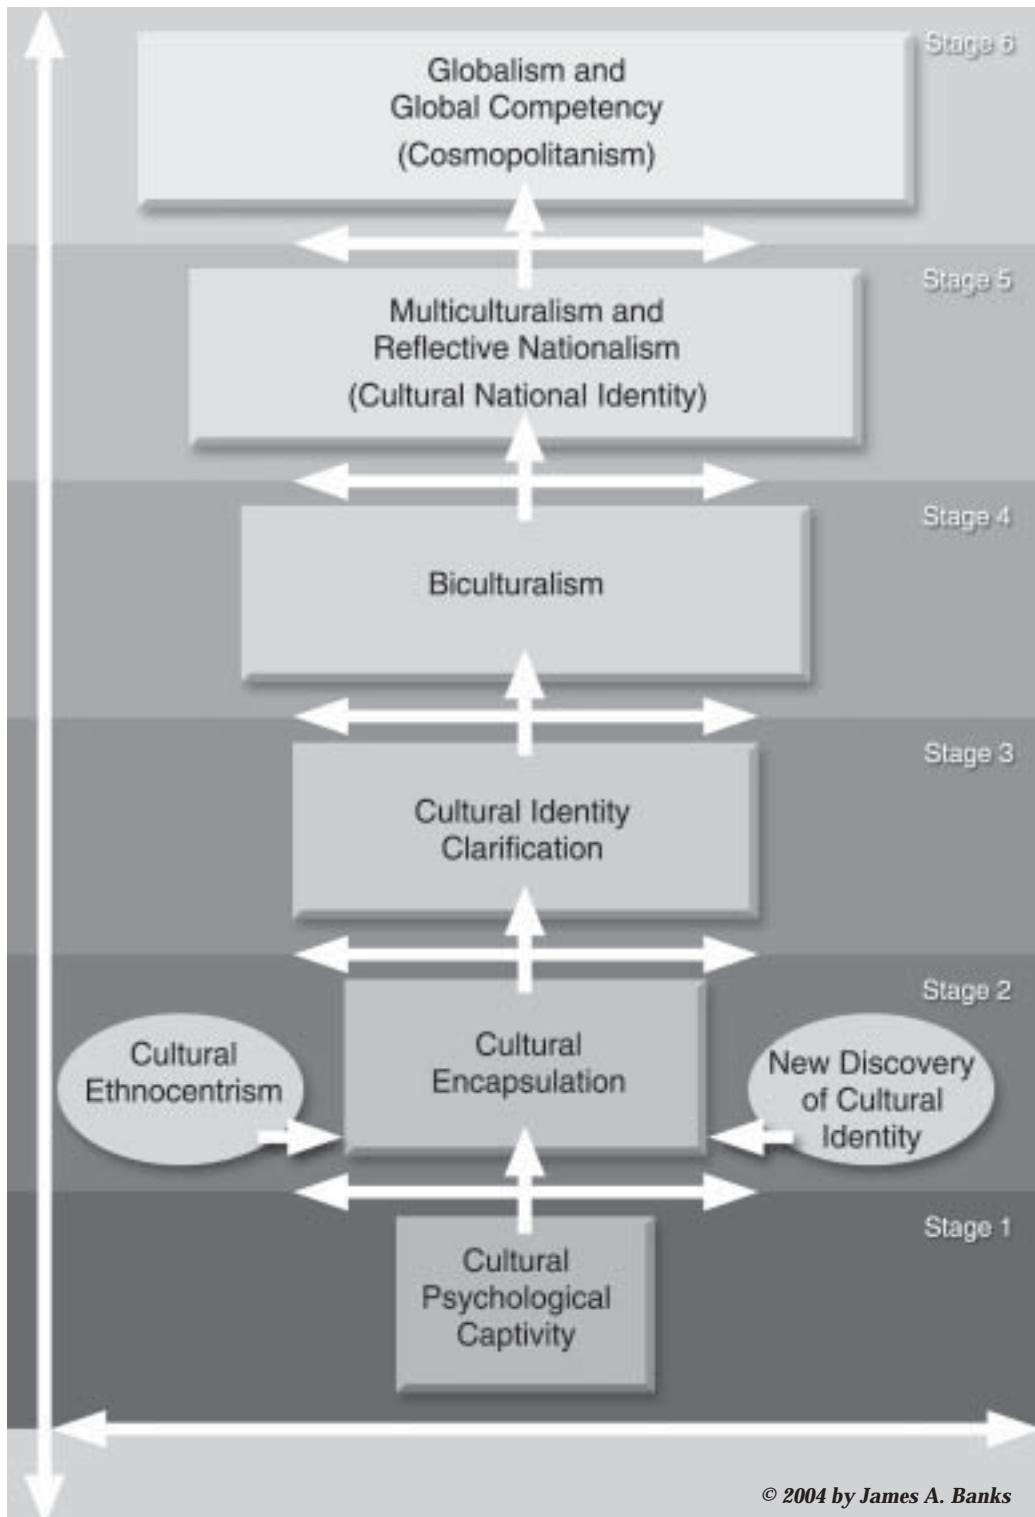 Stage 6
Globalism and
Global Competency
(Cosmopolitanism)
Stage 5
Multiculturalism and
Reflective Nationalism
(Cultural National Identity)
Stage 4
Biculturalism
Stage 3
Cultural Identity
Clarification
Stage 2
Cultural
Ethnocentrism
Cultural
Encapsulation
New Discovery
of Cultural
Identity
Stage 1
Cultural
Psychological
Captivity
© 2004 by James A. Banks